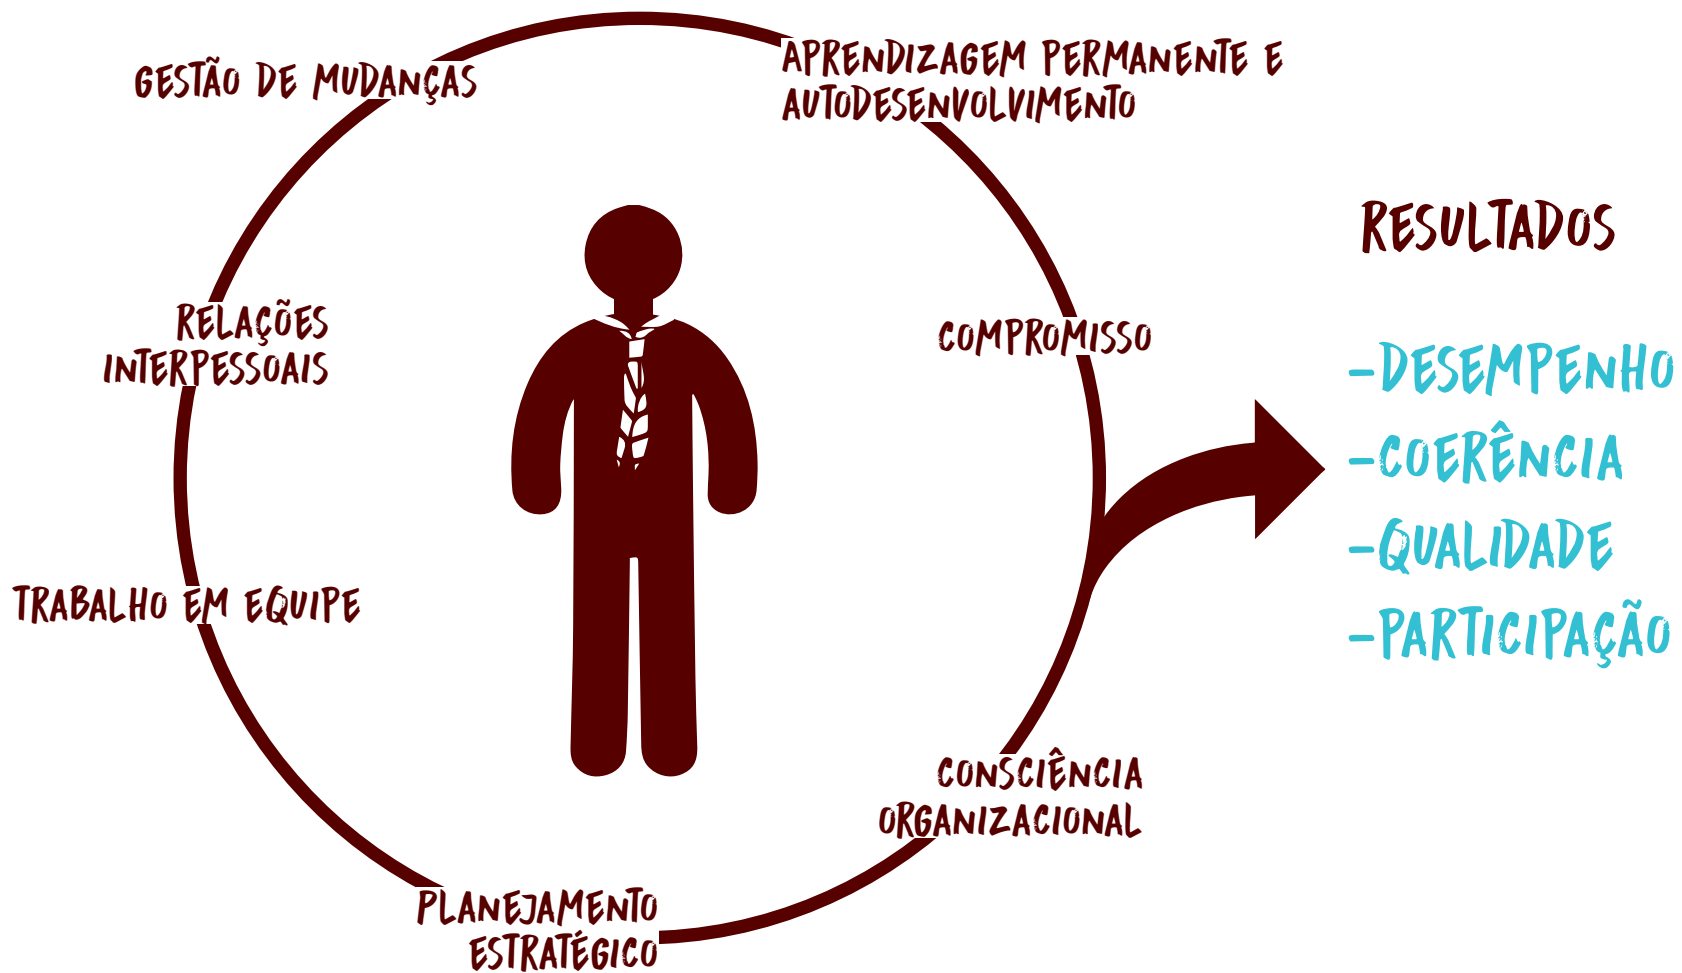 GESTÃO DE MUDANÇAS
APRENDIZAGEM PERMANENTE E
AUTODESENVOLVIMENTO
RESULTADOS
RELAÇÕES
INTERPESSOAIS
COMPROMISSO
-DESEMPENHO
-COERÊNCIA
-QUALIDADE
-PARTICIPAÇÃO
TRABALHO EM EQUIPE
CONSCIÊNCIA
ORGANIZACIONAL
PLANEJAMENTO
ESTRATÉGICO